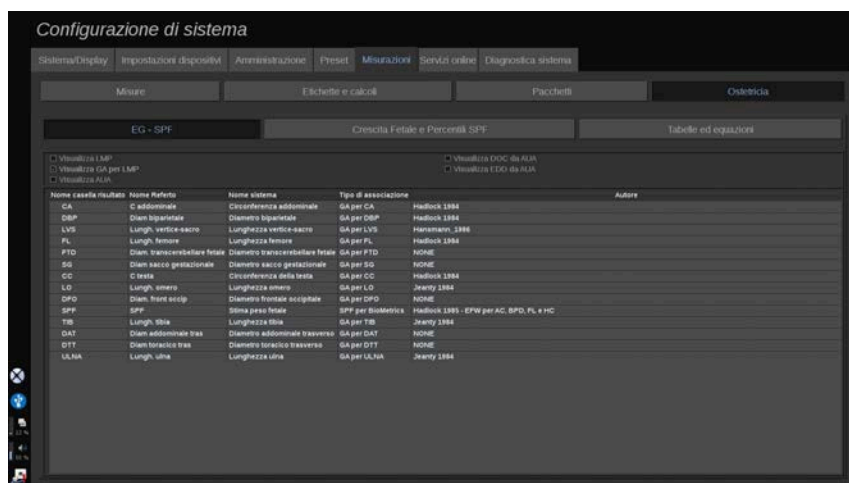 Configurazione di sistema
Sistema/Display Impostazioni dispositivi Amministrazione Preset Misurazioni Servizi online Diagnostica sistema
Misure Etichette e calcoli Pacchetti Ostetricia
EG - SPF Crescita Fetale e Percentili SPF Tabelle ed equazioni
Visualizza LMP Visualizza DOC da AUA
Visualizza GA per LMP Visualizza EDD da AUA
Visualizza AUA
Nome casella risultato Nome Referto Nome sistema Tipo di associazione Autore
CA C addominale Circonferenza addominale GA per CA Hadlock 1984
DBP Diam biparietale Diametro biparietale GA per DBP Hadlock 1984
LVS Lungh. vertice-sacro Lunghezza vertice-sacro GA per LVS Hansmann_1986
FL Lungh. femore Lunghezza femore GA per FL Hadlock 1984
FTD Diam. transcerebellare fetale Diametro transcerebellare fetale GA per FTD NONE
SG Diam sacco gestazionale Diametro sacco gestazionale GA per SG NONE
CC C testa Circonferenza della testa GA per CC Hadlock 1984
LO Lungh. omero Lunghezza omero GA per LO Jeanty 1984
DFO Diam. front occip Diametro frontale occipitale GA per DFO NONE
SPF SPF Stima peso fetale SPF per BioMetrics Hadlock 1985 - EFW per AC, BPD, FL e HC
TIB Lungh. tibia Lunghezza tibia GA per TIB Jeanty 1984
DAT Diam addominale tras Diametro addominale trasverso GA per DAT NONE
DTT Diam toracico tras Diametro toracico trasverso GA per DTT NONE
ULNA Lungh. ulna Lunghezza ulna GA per ULNA Jeanty 1984